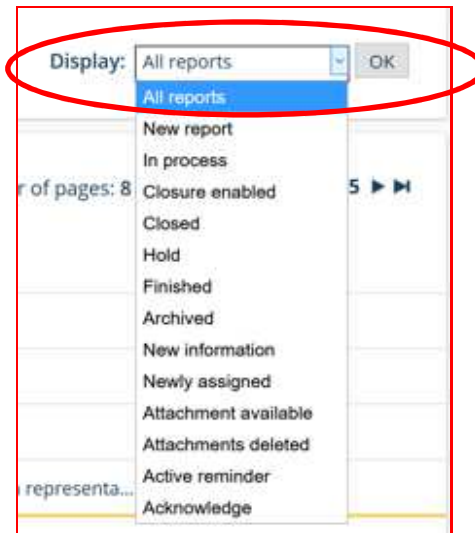 Display: All reports OK
All reports
New report
In process
r of pages: 8 Closure enabled 5
Closed
Hold
Finished
Archived
New information
Newly assigned
Attachment available
Attachments deleted
Active reminder
representa... Acknowledge